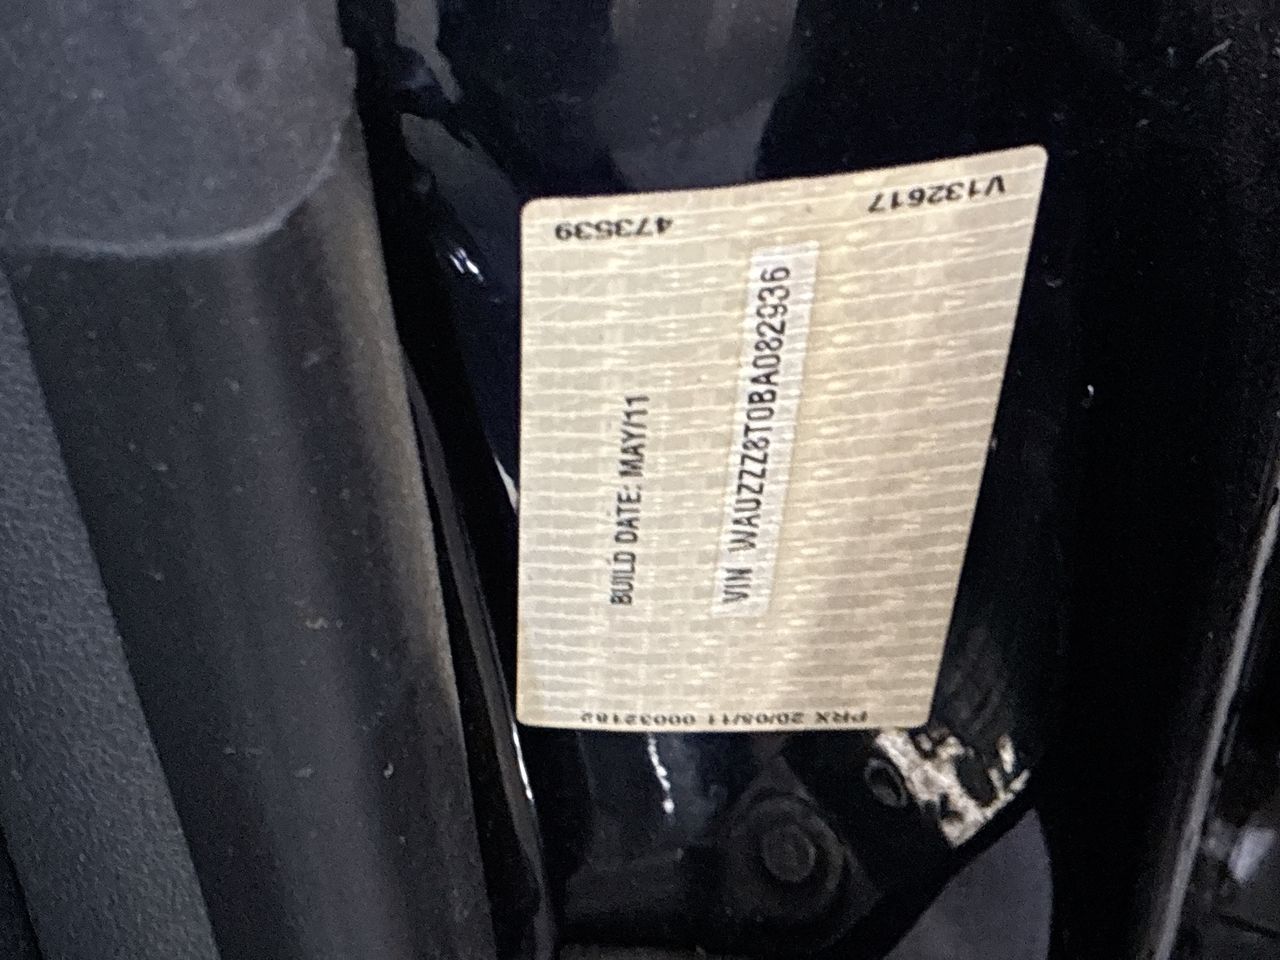 473539
V132617
BUILD DATE: MAY/11
VIN WAUZZZ8T0BA082936
PRX 20/05/11 00032182